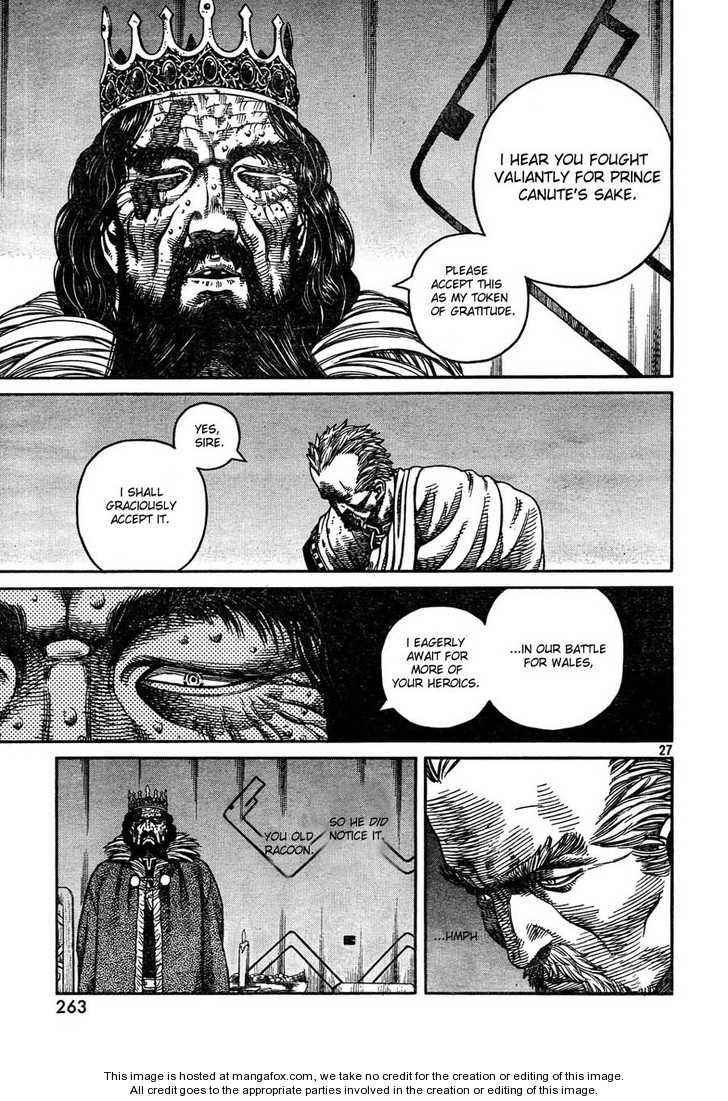 I HEAR YOU FOUGHT
VALIANTLY FOR PRINCE
CANUTE'S SAKE.
PLEASE
ACCEPT THIS
AS MY TOKEN
OF GRATITUDE.
YES,
SIRE.
I SHALL
GRACIOUSLY
ACCEPT IT.
...IN OUR BATTLE
FOR WALES,
I EAGERLY
AWAIT FOR
MORE OF
YOUR HEROICS.
27
...HMPH
SO HE DID
NOTICE IT.
YOU OLD
RACOON.
263
This image is hosted at mangafox.com, we take no credit for the creation or editing of this image.
All credit goes to the appropriate parties involved in the creation or editing of this image.